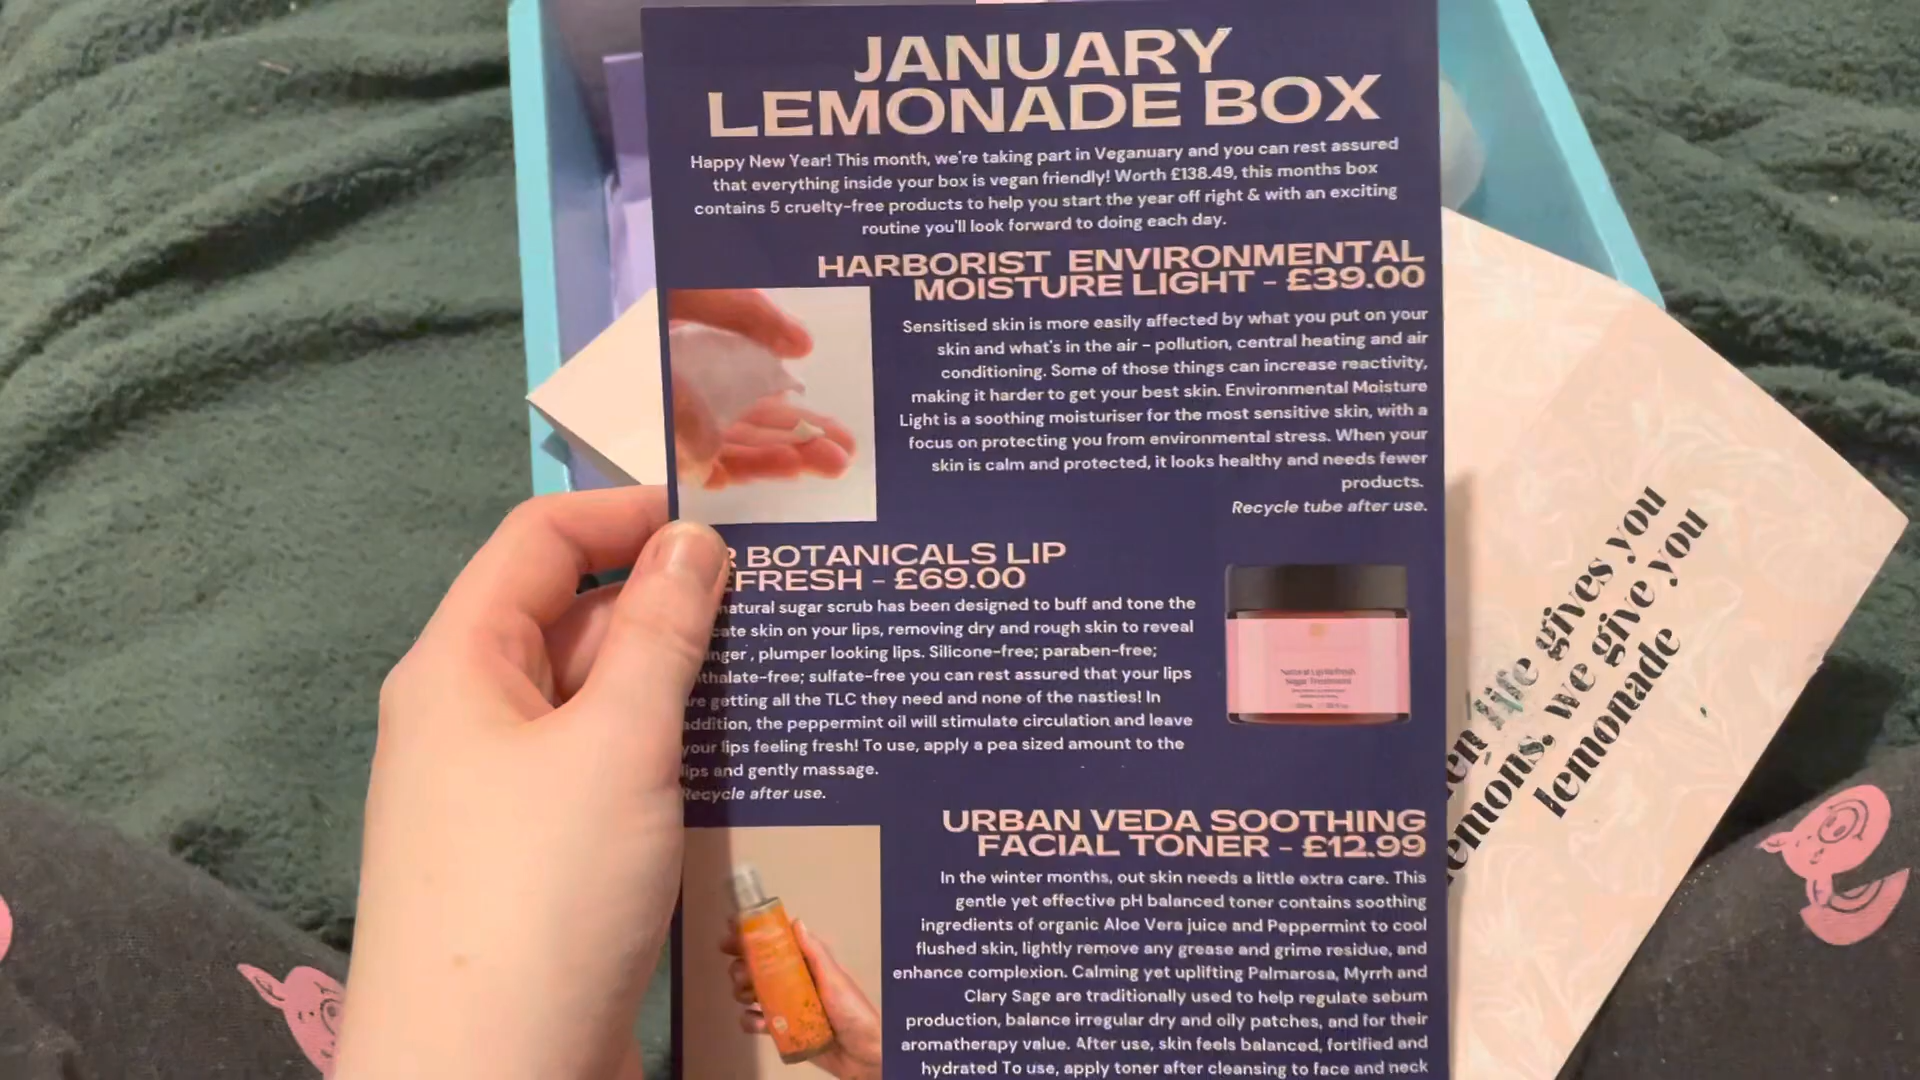 JANUARY
LEMONADE BOX
Happy New Year! This month, we're taking part in Veganuary and you can rest assured
that everything inside your box is vegan friendly! Worth £138.49, this months box
contains 5 cruelty-free products to help you start the year off right & with an exciting
routine you'll look forward to doing each day.
HARBORIST ENVIRONMENTAL
MOISTURE LIGHT - £39.00
Sensitised skin is more easily affected by what you put on your
skin and what's in the air - pollution, central heating and air
conditioning. Some of those things can increase reactivity,
making it harder to get your best skin. Environmental Moisture
Light is a soothing moisturiser for the most sensitive skin, with a
focus on protecting you from environmental stress. When your
skin is calm and protected, it looks healthy and needs fewer
products.
Recycle tube after use.
BOTANICALS LIP
EFRESH - £69.00
natural sugar scrub has been designed to buff and tone the
skin on your lips, removing dry and rough skin to reveal
, plumper looking lips. Silicone-free; paraben-free;
thalate-free; sulfate-free you can rest assured that your lips
are getting all the TLC they need and none of the nasties! In
addition, the peppermint oil will stimulate circulation and leave
your lips feeling fresh! To use, apply a pea sized amount to the
lips and gently massage.
Recycle after use.
Natural Lip Refresh
Sugar Treatment
URBAN VEDA SOOTHING
FACIAL TONER - £12.99
In the winter months, out skin needs a little extra care. This
gentle yet effective pH balanced toner contains soothing
ingredients of organic Aloe Vera juice and Peppermint to cool
flushed skin, lightly remove any grease and grime residue, and
enhance complexion. Calming yet uplifting Palmarosa, Myrrh and
Clary Sage are traditionally used to help regulate sebum
production, balance irregular dry and oily patches, and for their
aromatherapy value. After use, skin feels balanced, fortified and
hydrated To use, apply toner after cleansing to face and neck
life gives you
lemons, we give you
lemonade